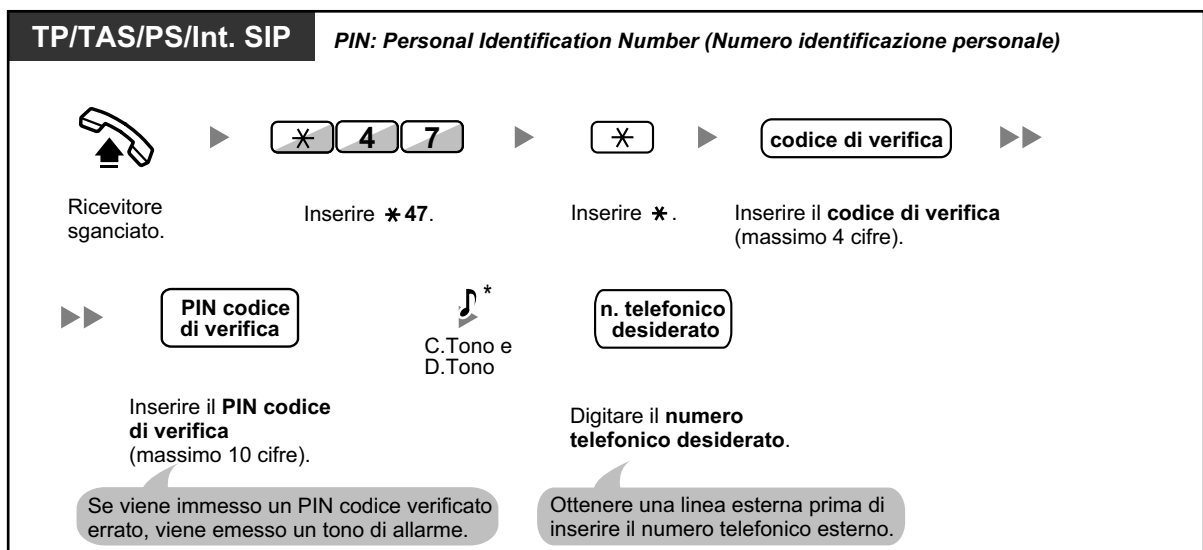 TP/TAS/PS/Int. SIP
PIN: Personal Identification Number (Numero identificazione personale)
* 4 7
*
codice di verifica
Ricevitore
sganciato.
Inserire *47.
Inserire *.
Inserire il codice di verifica
(massimo 4 cifre).
PIN codice
di verifica
*
C.Tono e
D.Tono
n. telefonico
desiderato
Inserire il PIN codice
di verifica
(massimo 10 cifre).
Digitare il numero
telefonico desiderato.
Se viene immesso un PIN codice verificato
errato, viene emesso un tono di allarme.
Ottenere una linea esterna prima di
inserire il numero telefonico esterno.